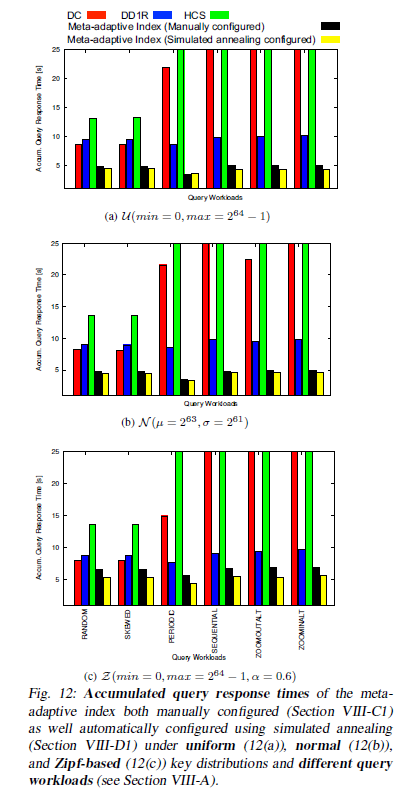 DC DD1R HCS
Meta-adaptive Index (Manually configured)
Meta-adaptive Index (Simulated annealing configured)
Accum. Query Response Time [s]
25
20
15
10
5
Query Workloads
(a) U(min = 0, max = 2^64 − 1)
Accum. Query Response Time [s]
25
20
15
10
5
Query Workloads
(b) N(μ = 2^63, σ = 2^61)
Accum. Query Response Time [s]
25
20
15
10
5
RANDOM
SKEWED
PERIODIC
SEQUENTIAL
ZOOMOUTALT
ZOOMINALT
Query Workloads
(c) Z(min = 0, max = 2^64 − 1, α = 0.6)
Fig. 12: Accumulated query response times of the meta-
adaptive index both manually configured (Section VIII-C1)
as well automatically configured using simulated annealing
(Section VIII-D1) under uniform (12(a)), normal (12(b)),
and Zipf-based (12(c)) key distributions and different query
workloads (see Section VIII-A).